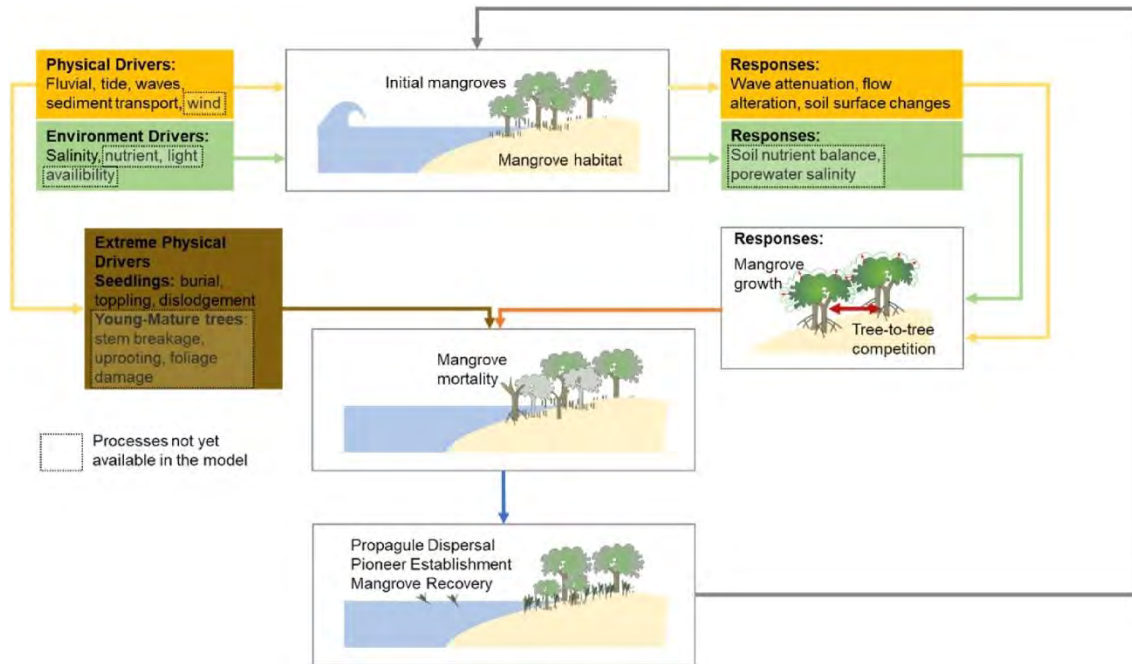 Physical Drivers:
Fluvial, tide, waves,
sediment transport, wind
Environment Drivers:
Salinity, nutrient, light
availibility
Initial mangroves
Mangrove habitat
Responses:
Wave attenuation, flow
alteration, soil surface changes
Responses:
Soil nutrient balance,
porewater salinity
Extreme Physical
Drivers
Seedlings: burial,
toppling, dislodgement
Young-Mature trees:
stem breakage,
uprooting, foliage
damage
Responses:
Mangrove
growth
Tree-to-tree
competition
Mangrove
mortality
Processes not yet
available in the model
Propagule Dispersal
Pioneer Establishment
Mangrove Recovery